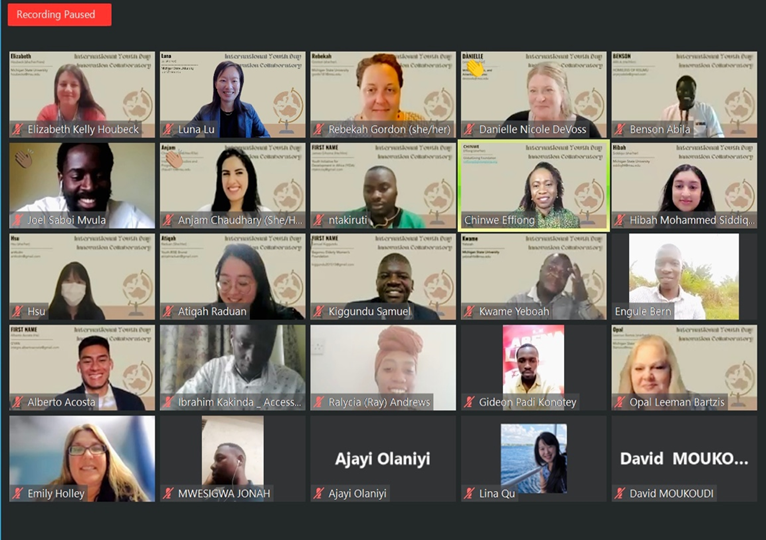 Recording Paused
Elizabeth
International Youth Day
Innovation Collaboratory
Elizabeth Kelly Houbeck
Luna
International Youth Day
Innovation Collaboratory
Luna Lu
Rebekah
International Youth Day
Innovation Collaboratory
Rebekah Gordon (she/her)
DANIELLE
International Youth Day
Innovation Collaboratory
Danielle Nicole DeVoss
BENSON
International Youth Day
Innovation Collaboratory
Benson Abila
Joel Saboi Mvula
Anjam
International Youth Day
Innovation Collaboratory
Anjam Chaudhary (She/H...
FIRST NAME
International Youth Day
Innovation Collaboratory
ntakiruti
CHINWE
International Youth Day
Innovation Collaboratory
Chinwe Effiong
Hibah
International Youth Day
Innovation Collaboratory
Hibah Mohammed Siddiq...
Hsu
International Youth Day
Innovation Collaboratory
Hsu
Atiqah
International Youth Day
Innovation Collaboratory
Atiqah Raduan
FIRST NAME
International Youth Day
Innovation Collaboratory
Kiggundu Samuel
Kwame
International Youth Day
Innovation Collaboratory
Kwame Yeboah
Engule Bern
FIRST NAME
International Youth Day
Innovation Collaboratory
Alberto Acosta
Ibrahim Kakinda _ Access...
Ralycia (Ray) Andrews
Gideon Padi Konotey
Opal
International Youth Day
Innovation Collaboratory
Opal Leeman Bartzis
Emily Holley
MWESIGWA JONAH
Ajayi Olaniyi
Ajayi Olaniyi
Lina Qu
David MOUKO...
David MOUKOUDI